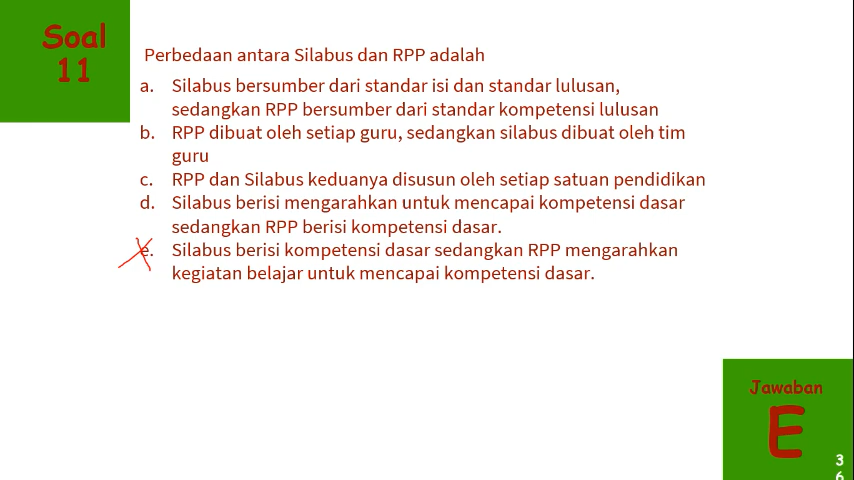 Soal
11
Perbedaan antara Silabus dan RPP adalah
a. Silabus bersumber dari standar isi dan standar lulusan,
sedangkan RPP bersumber dari standar kompetensi lulusan
b. RPP dibuat oleh setiap guru, sedangkan silabus dibuat oleh tim
guru
c. RPP dan Silabus keduanya disusun oleh setiap satuan pendidikan
d. Silabus berisi mengarahkan untuk mencapai kompetensi dasar
sedangkan RPP berisi kompetensi dasar.
e. Silabus berisi kompetensi dasar sedangkan RPP mengarahkan
kegiatan belajar untuk mencapai kompetensi dasar.
Jawaban
E
3
6